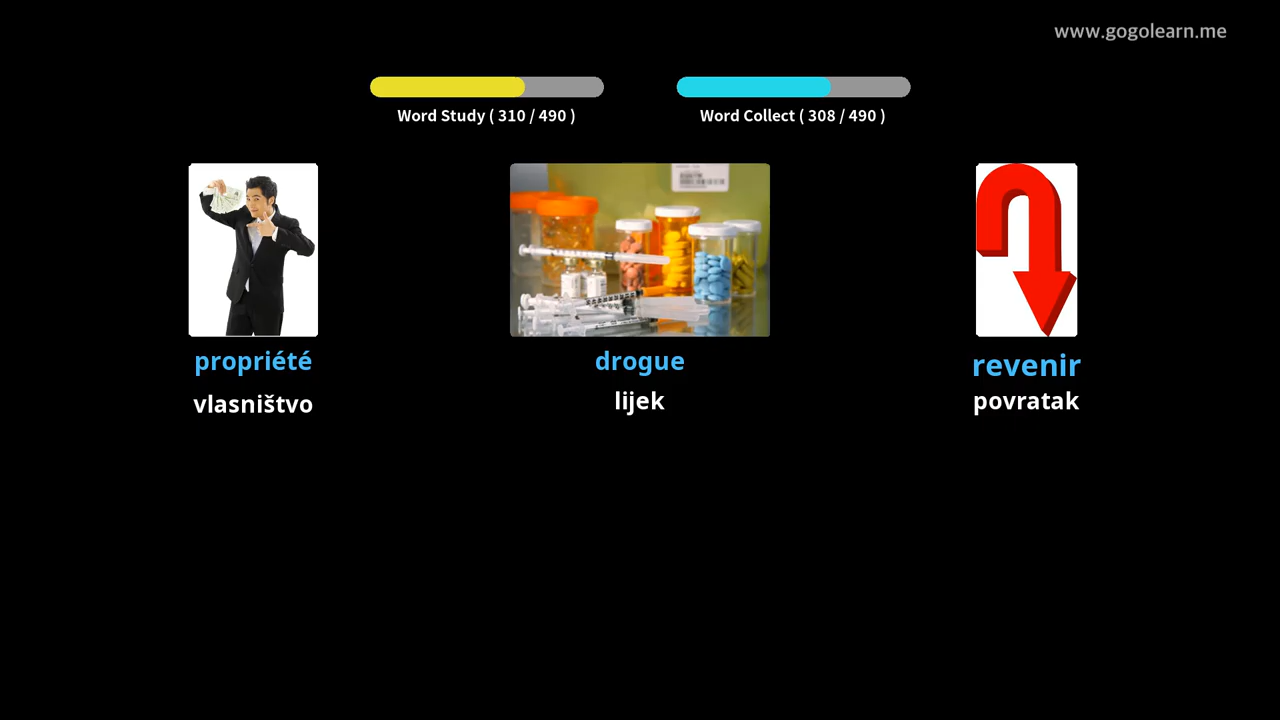 www.gogolearn.me
Word Study ( 310 / 490 )
Word Collect ( 308 / 490 )
propriété
drogue
revenir
vlasništvo
lijek
povratak